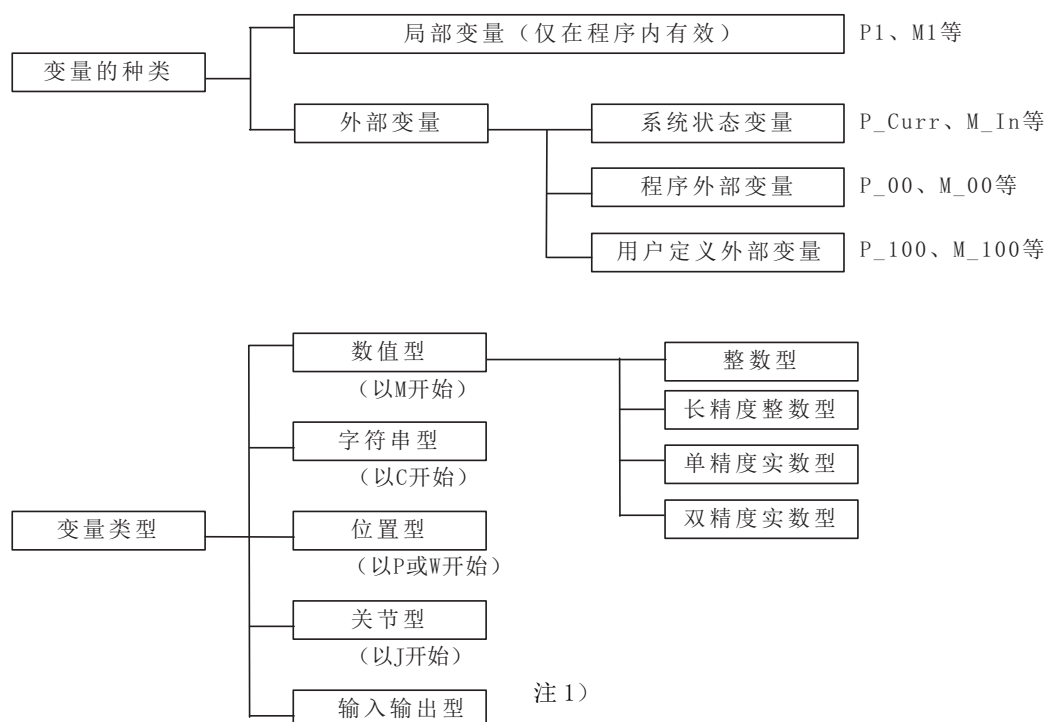 局部变量（仅在程序内有效） P1、M1等
变量的种类
外部变量 系统状态变量 P_Curr、M_In等
程序外部变量 P_00、M_00等
用户定义外部变量 P_100、M_100等
数值型 整数型
（以M开始）
长精度整数型
字符串型 单精度实数型
（以C开始）
变量类型 位置型 双精度实数型
（以P或W开始）
关节型
（以J开始）
输入输出型 注1）